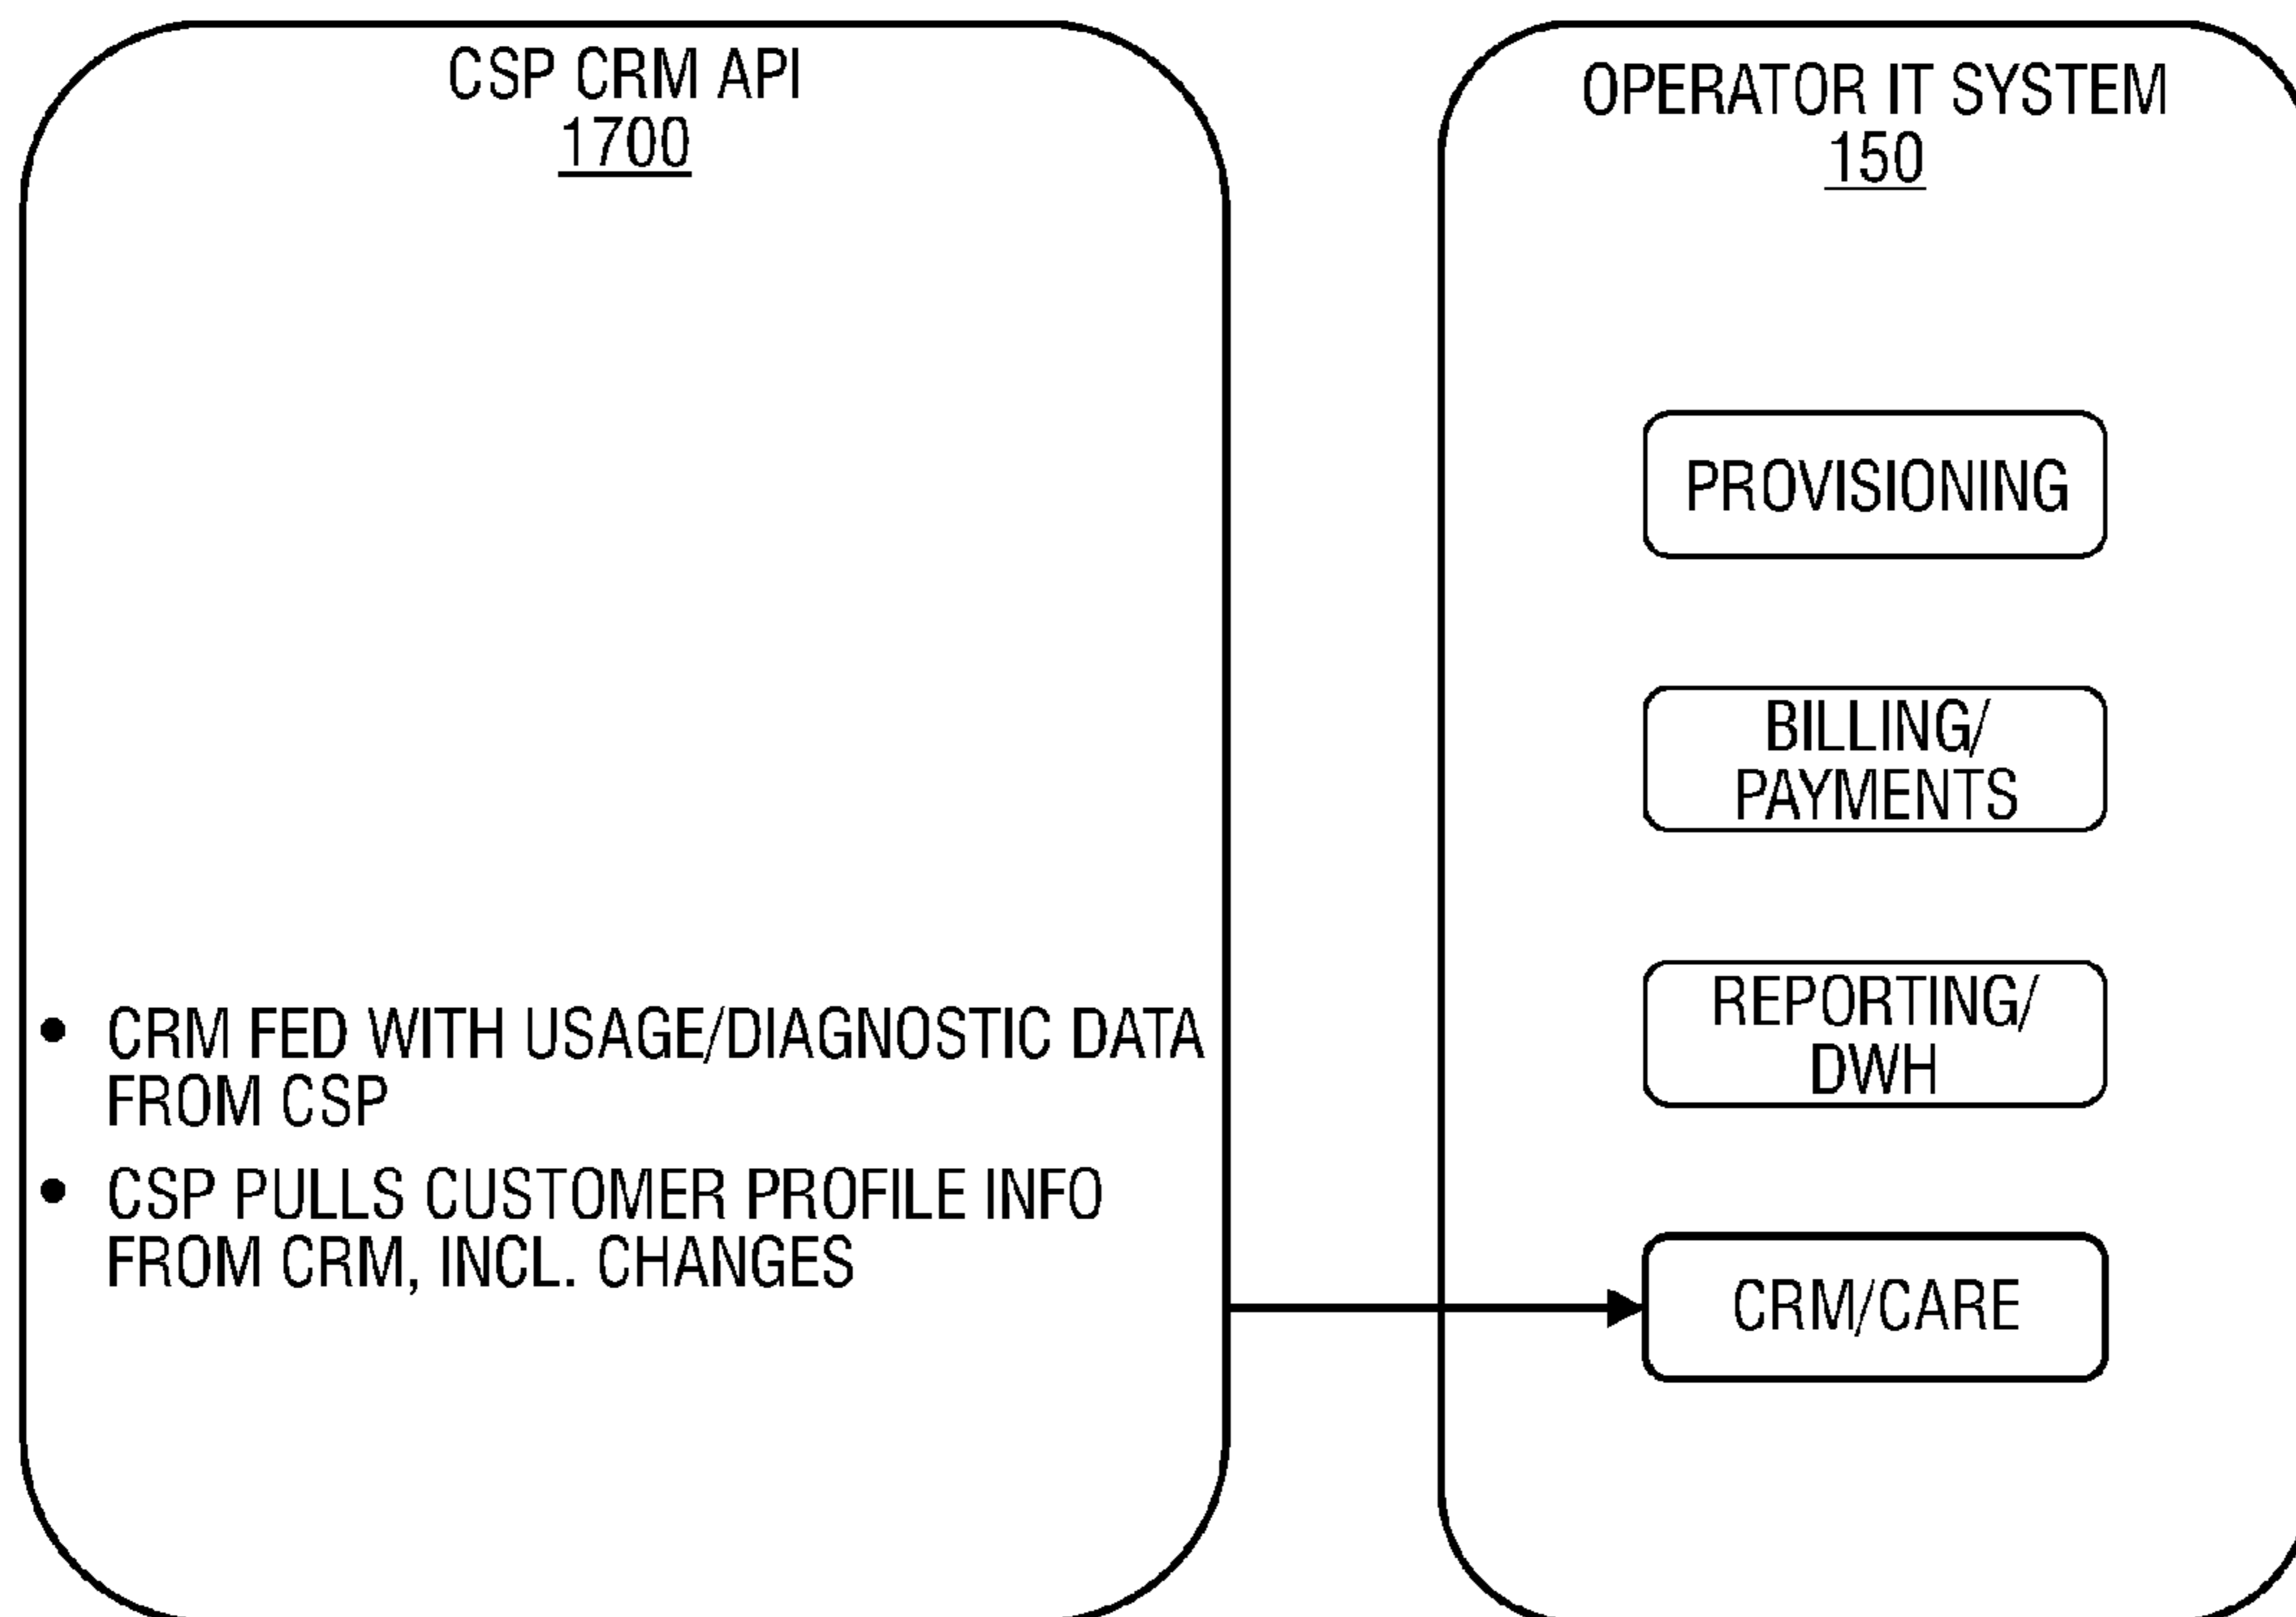 CSP CRM API
1700
• CRM FED WITH USAGE/DIAGNOSTIC DATA
FROM CSP
• CSP PULLS CUSTOMER PROFILE INFO
FROM CRM, INCL. CHANGES
OPERATOR IT SYSTEM
150
PROVISIONING
BILLING/
PAYMENTS
REPORTING/
DWH
CRM/CARE